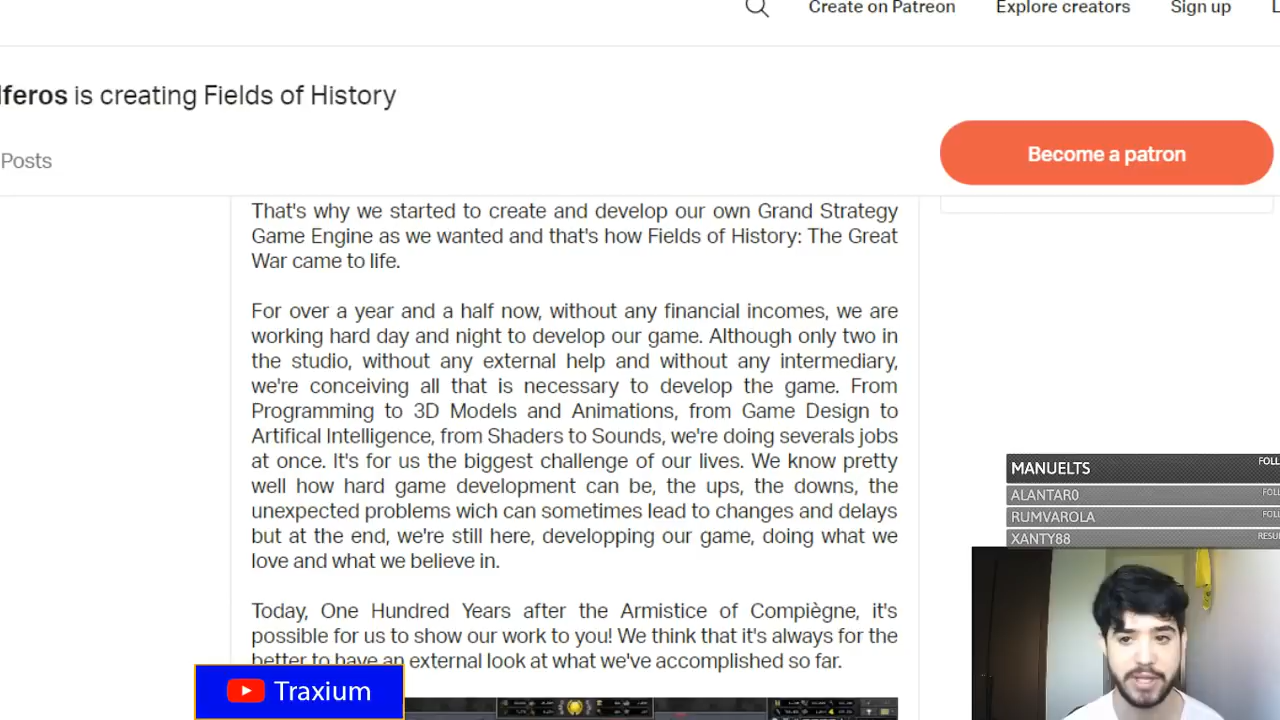 Create on Patreon Explore creators Sign up
lferos is creating Fields of History
Posts
Become a patron
That's why we started to create and develop our own Grand Strategy
Game Engine as we wanted and that's how Fields of History: The Great
War came to life.
For over a year and a half now, without any financial incomes, we are
working hard day and night to develop our game. Although only two in
the studio, without any external help and without any intermediary,
we're conceiving all that is necessary to develop the game. From
Programming to 3D Models and Animations, from Game Design to
Artifical Intelligence, from Shaders to Sounds, we're doing severals jobs
at once. It's for us the biggest challenge of our lives. We know pretty
well how hard game development can be, the ups, the downs, the
unexpected problems wich can sometimes lead to changes and delays
but at the end, we're still here, developping our game, doing what we
love and what we believe in.
Today, One Hundred Years after the Armistice of Compiègne, it's
possible for us to show our work to you! We think that it's always for the
better to have an external look at what we've accomplished so far.
MANUELTS FOLL
ALANTAR0 FOLL
RUMVAROLA FOLL
XANTY88 RESU
Traxium